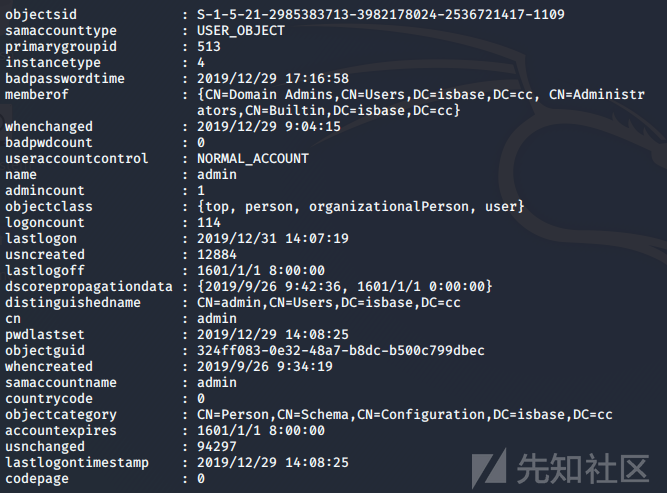 objectsid : S-1-5-21-2985383713-3982178024-2536721417-1109
samaccounttype : USER_OBJECT
primarygroupid : 513
instancetype : 4
badpasswordtime : 2019/12/29 17:16:58
memberof : {CN=Domain Admins,CN=Users,DC=isbase,DC=cc, CN=Administr
ators,CN=Builtin,DC=isbase,DC=cc}
whenchanged : 2019/12/29 9:04:15
badpwdcount : 0
useraccountcontrol : NORMAL_ACCOUNT
name : admin
admincount : 1
objectclass : {top, person, organizationalPerson, user}
logoncount : 114
lastlogon : 2019/12/31 14:07:19
usncreated : 12884
lastlogoff : 1601/1/1 8:00:00
dscorepropagationdata : {2019/9/26 9:42:36, 1601/1/1 0:00:00}
distinguishedname : CN=admin,CN=Users,DC=isbase,DC=cc
cn : admin
pwdlastset : 2019/12/29 14:08:25
objectguid : 324ff083-0e32-48a7-b8dc-b500c799dbec
whencreated : 2019/9/26 9:34:19
samaccountname : admin
countrycode : 0
objectcategory : CN=Person,CN=Schema,CN=Configuration,DC=isbase,DC=cc
accountexpires : 1601/1/1 8:00:00
usnchanged : 94297
lastlogontimestamp : 2019/12/29 14:08:25
codepage : 0
先知社区